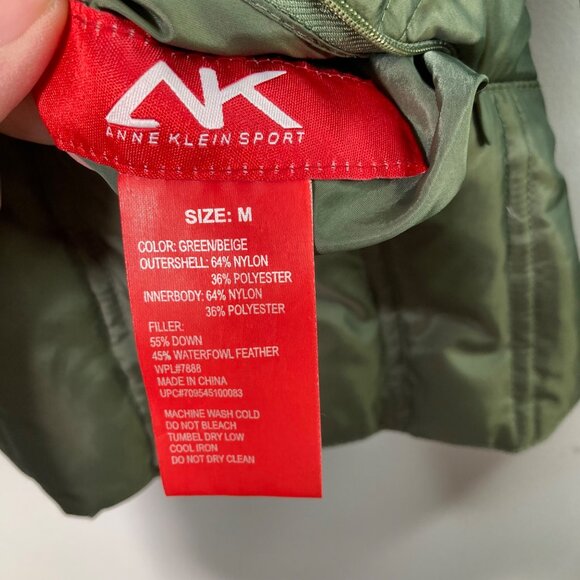 AK
ANNE KLEIN SPORT
SIZE: M
COLOR: GREEN/BEIGE
OUTERSHELL: 64% NYLON
36% POLYESTER
INNERBODY: 64% NYLON
36% POLYESTER
FILLER:
55% DOWN
45% WATERFOWL FEATHER
WPL#7888
MADE IN CHINA
UPC#709545100083
MACHINE WASH COLD
DO NOT BLEACH
TUMBEL DRY LOW
COOL IRON
DO NOT DRY CLEAN